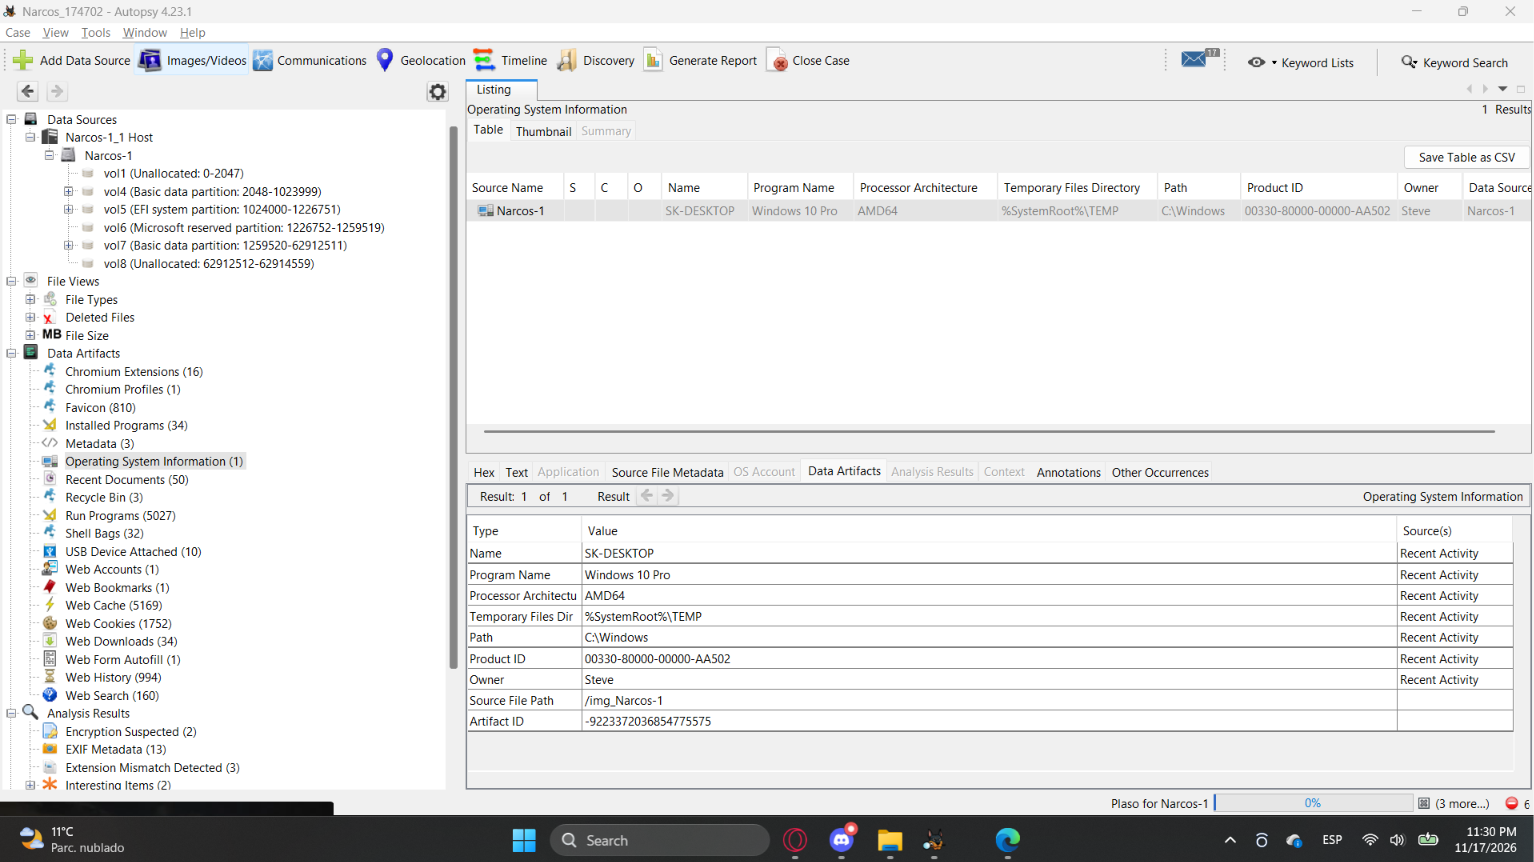 Narcos_174702 - Autopsy 4.23.1
Case View Tools Window Help
Add Data Source Images/Videos Communications Geolocation Timeline Discovery Generate Report Close Case 17 Keyword Lists Keyword Search
Listing
Operating System Information 1 Results
Table Thumbnail Summary
Save Table as CSV
Source Name S C O Name Program Name Processor Architecture Temporary Files Directory Path Product ID Owner Data Source
Narcos-1 SK-DESKTOP Windows 10 Pro AMD64 %SystemRoot%\TEMP C:\Windows 00330-80000-00000-AA502 Steve Narcos-1
Data Sources
Narcos-1_1 Host
Narcos-1
vol1 (Unallocated: 0-2047)
vol4 (Basic data partition: 2048-1023999)
vol5 (EFI system partition: 1024000-1226751)
vol6 (Microsoft reserved partition: 1226752-1259519)
vol7 (Basic data partition: 1259520-62912511)
vol8 (Unallocated: 62912512-62914559)
File Views
File Types
Deleted Files
MB File Size
Data Artifacts
Chromium Extensions (16)
Chromium Profiles (1)
Favicon (810)
Installed Programs (34)
Metadata (3)
Operating System Information (1)
Recent Documents (50)
Recycle Bin (3)
Run Programs (5027)
Shell Bags (32)
USB Device Attached (10)
Web Accounts (1)
Web Bookmarks (1)
Web Cache (5169)
Web Cookies (1752)
Web Downloads (34)
Web Form Autofill (1)
Web History (994)
Web Search (160)
Analysis Results
Encryption Suspected (2)
EXIF Metadata (13)
Extension Mismatch Detected (3)
Interesting Items (2)
Hex Text Application Source File Metadata OS Account Data Artifacts Analysis Results Context Annotations Other Occurrences
Result: 1 of 1 Result Operating System Information
Type Value Source(s)
Name SK-DESKTOP Recent Activity
Program Name Windows 10 Pro Recent Activity
Processor Architectu AMD64 Recent Activity
Temporary Files Dir %SystemRoot%\TEMP Recent Activity
Path C:\Windows Recent Activity
Product ID 00330-80000-00000-AA502 Recent Activity
Owner Steve Recent Activity
Source File Path /img_Narcos-1
Artifact ID -9223372036854775575
Plaso for Narcos-1 0% (3 more...) 6
11°C
Parc. nublado
Search
ESP
11:30 PM
11/17/2026